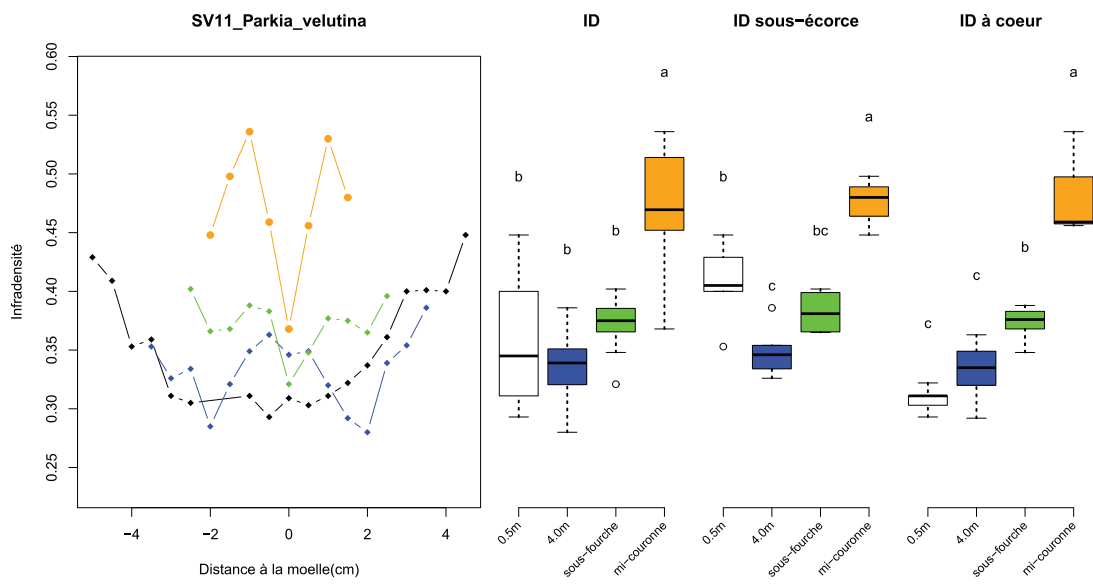 SV11_Parkia_velutina
ID
ID sous−écorce
ID à coeur
Infradensité
0.60
0.55
0.50
0.45
0.40
0.35
0.30
0.25
−4
−2
0
2
4
Distance à la moelle(cm)
b
b
b
a
0.5m
4.0m
sous−fourche
mi−couronne
b
c
bc
a
0.5m
4.0m
sous−fourche
mi−couronne
c
c
b
a
0.5m
4.0m
sous−fourche
mi−couronne